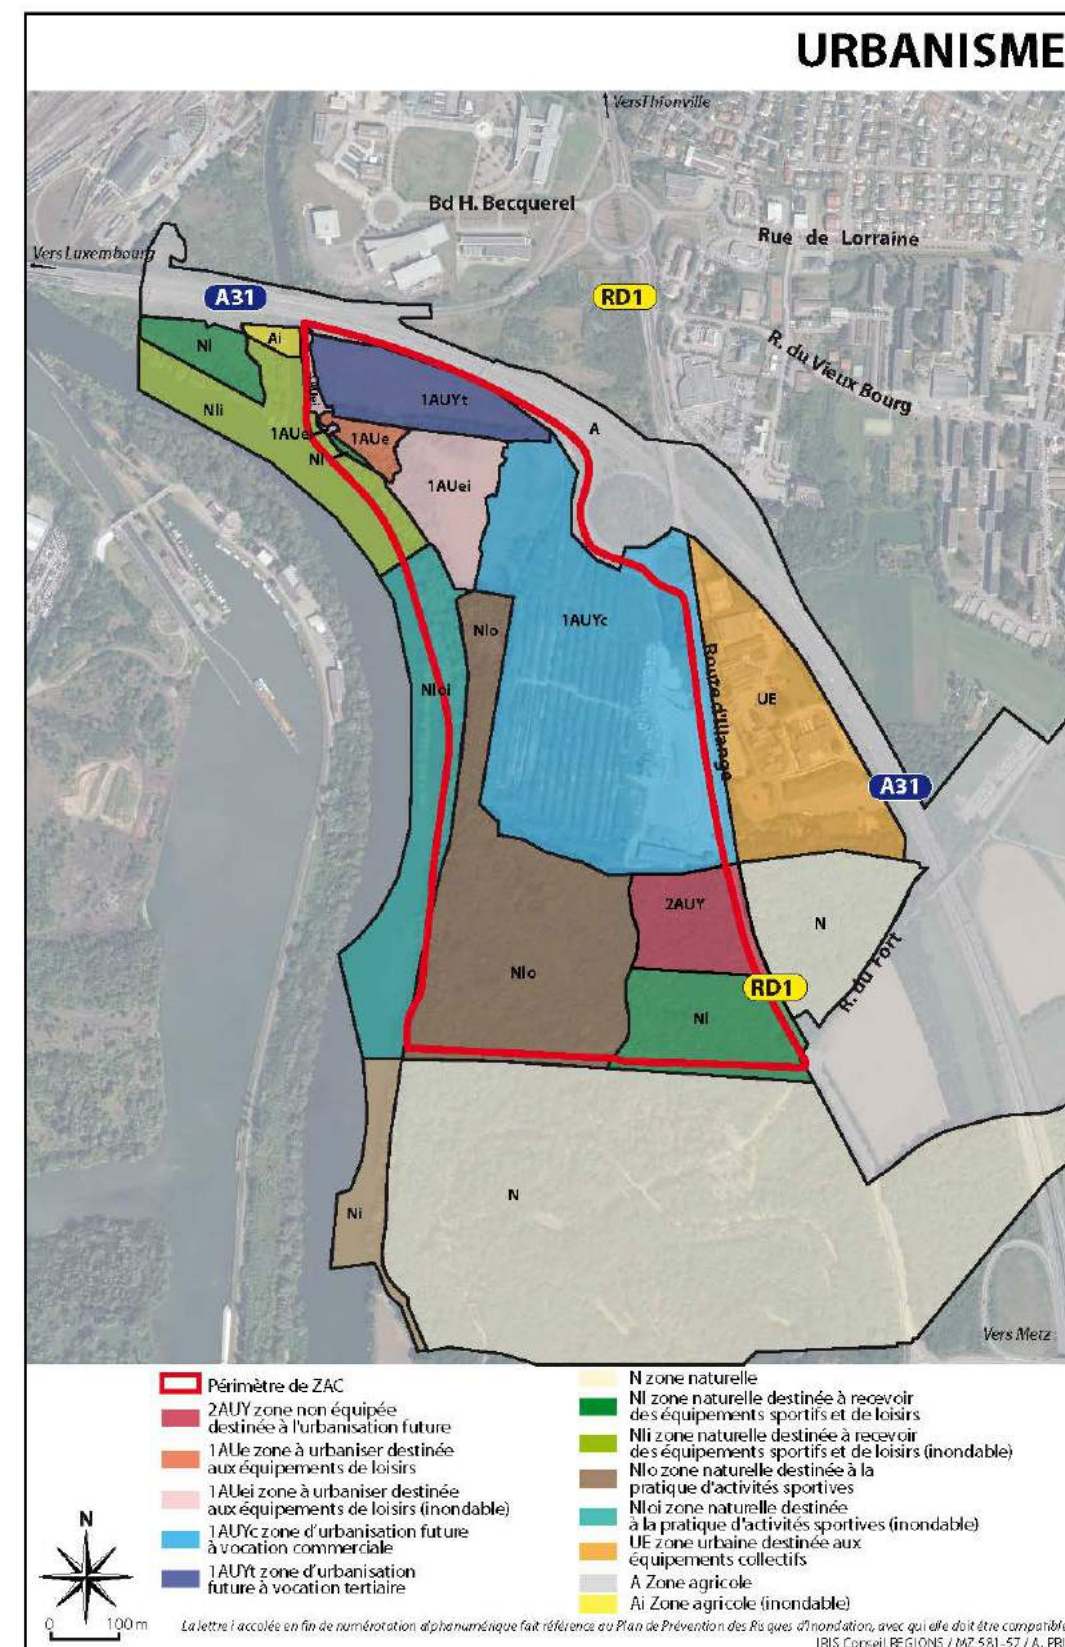 URBANISME
Vers Thionville
Bd H. Becquerel
Rue de Lorraine
Vers Luxembourg
A31
RD1
R. du Vieux Bourg
Nl
Ai
Nli
1AUei
1AUYt
A
1AUe
1AUe
Nl
1AUei
1AUYc
Nlo
Nloi
Route d'Illange
UE
A31
2AUY
N
Nlo
RD1
R. du Fort
Nl
N
Ni
Vers Metz
Périmètre de ZAC
2AUY zone non équipée
destinée à l'urbanisation future
1AUe zone à urbaniser destinée
aux équipements de loisirs
1AUei zone à urbaniser destinée
aux équipements de loisirs (inondable)
1AUYc zone d'urbanisation future
à vocation commerciale
1AUYt zone d'urbanisation
future à vocation tertiaire
N zone naturelle
Nl zone naturelle destinée à recevoir
des équipements sportifs et de loisirs
Nli zone naturelle destinée à recevoir
des équipements sportifs et de loisirs (inondable)
Nlo zone naturelle destinée à la
pratique d'activités sportives
Nloi zone naturelle destinée
à la pratique d'activités sportives (inondable)
UE zone urbaine destinée aux
équipements collectifs
A Zone agricole
Ai Zone agricole (inondable)
N
0 100 m
La lettre i accolée en fin de numérotation alphanumérique fait référence au Plan de Prévention des Risques d'Inondation, avec qui elle doit être compatible
IRIS Conseil REGIONS /